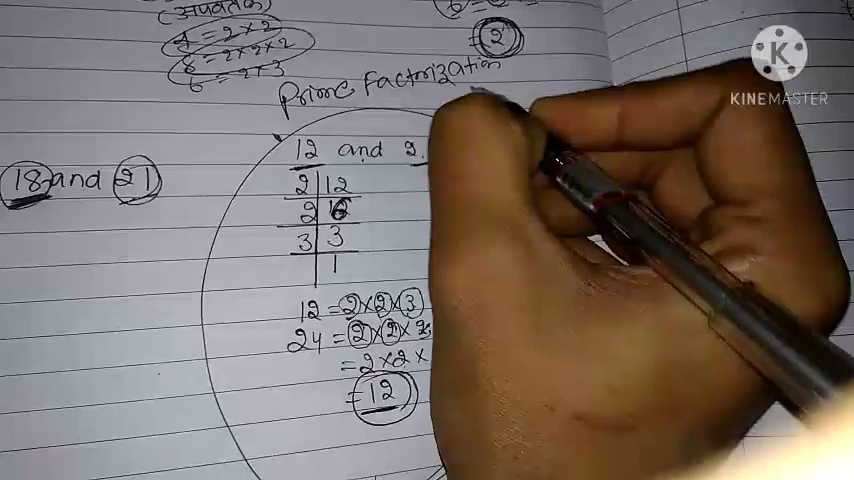 (अपवर्तक)
4 = 2×2
8 = 2×2×2
6 = 2×3
= 2
Prime Factorization
KINEMASTER
18 and 21
12 and 2
2 | 12
2 | 6
3 | 3
1
12 = 2×2×3
24 = 2×2×2
= 2×2×
= 12